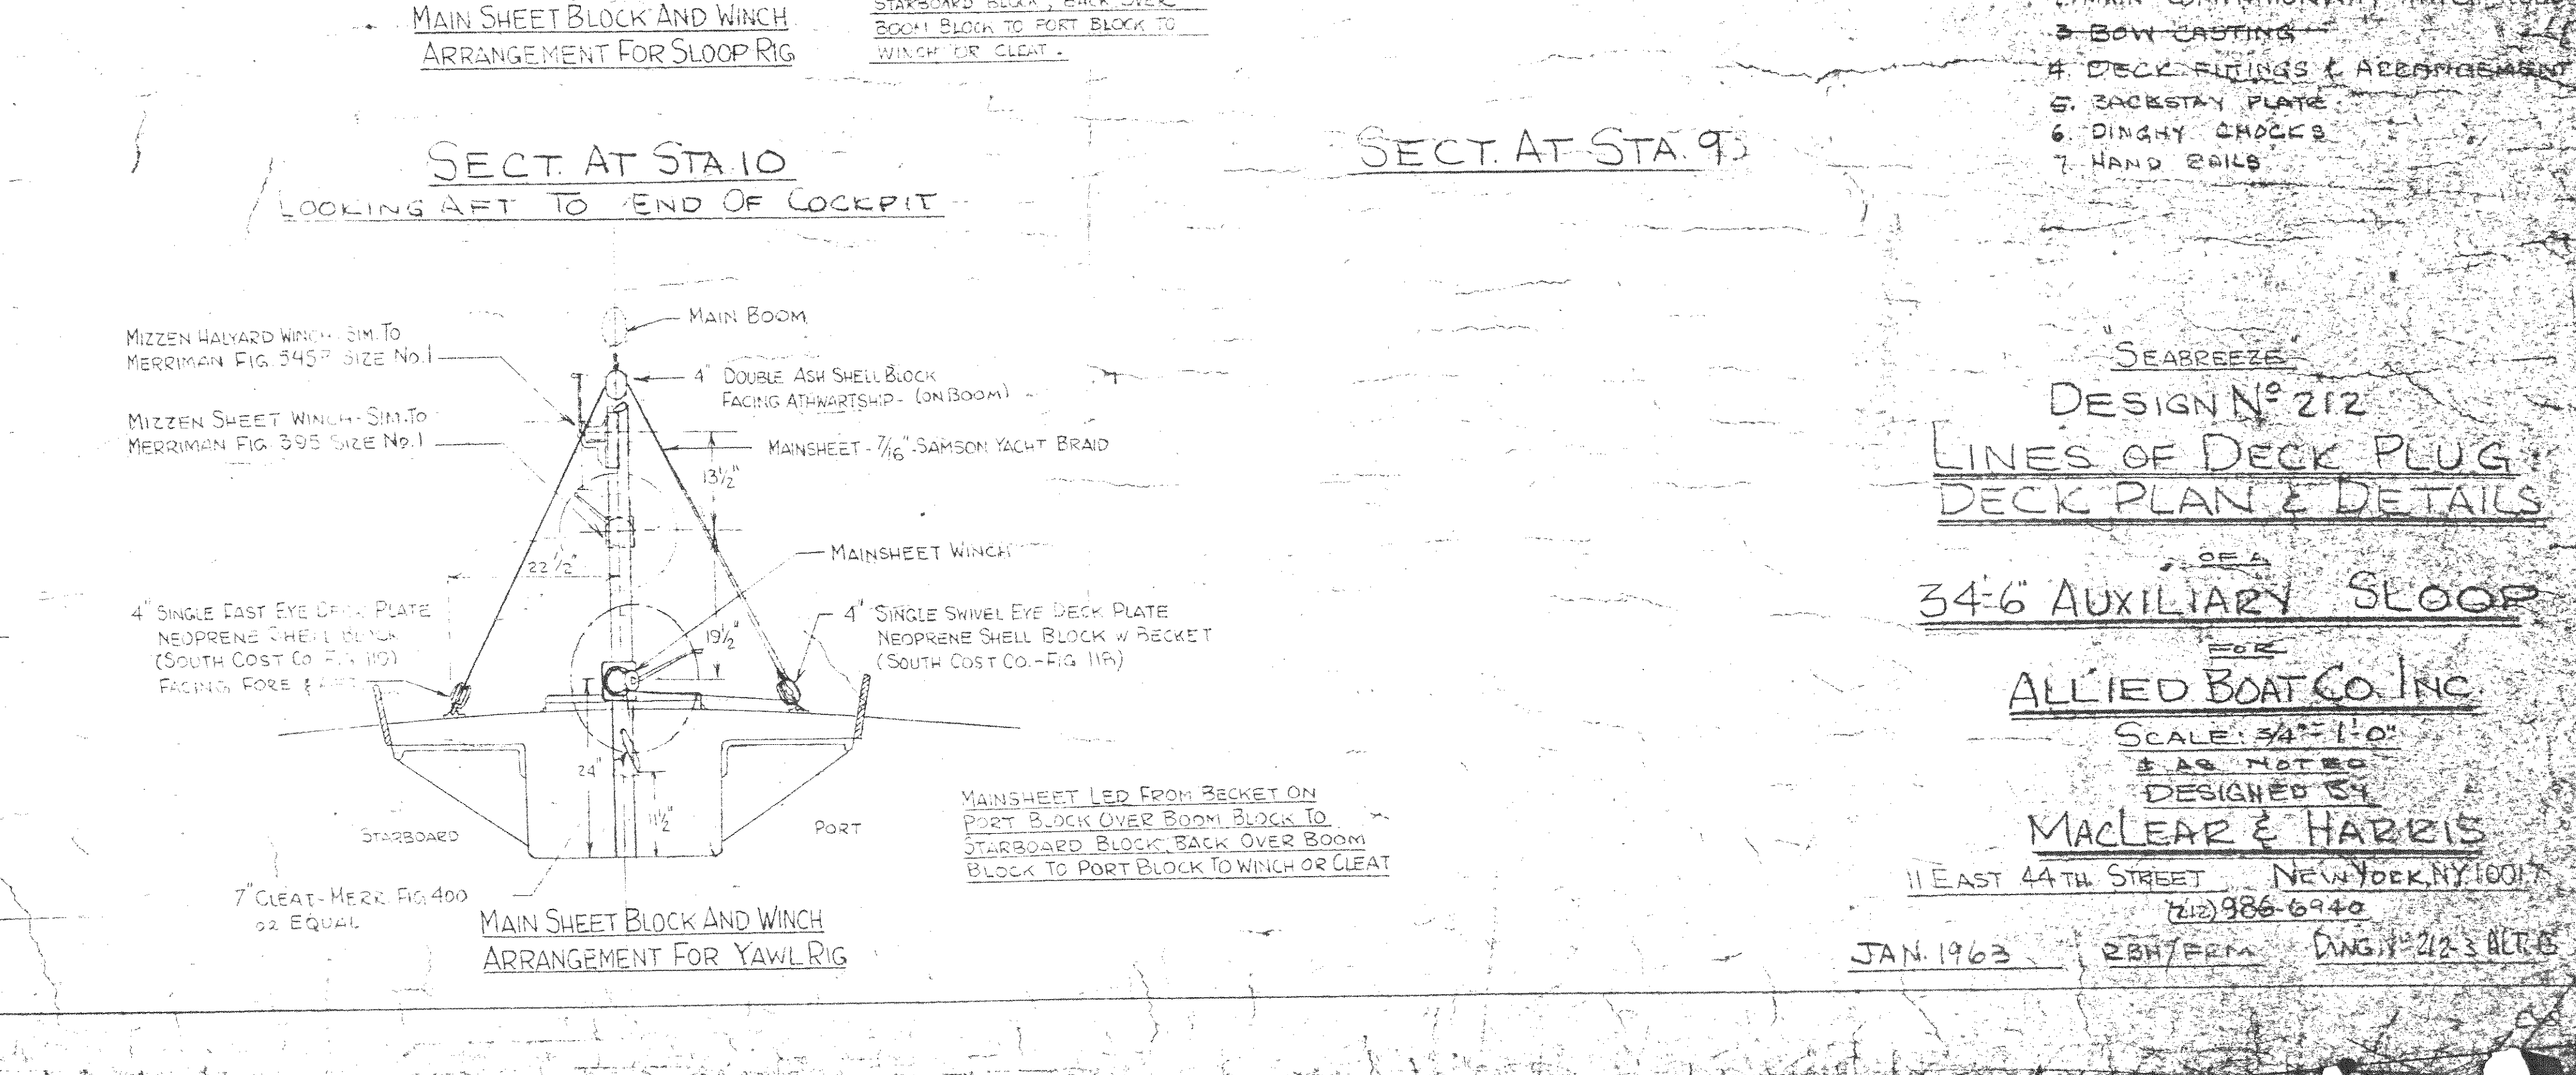 MAIN SHEET BLOCK AND WINCH
ARRANGEMENT FOR SLOOP RIG
STARBOARD BLOCK, BACK OVER
BOOM BLOCK TO PORT BLOCK TO
WINCH OR CLEAT.
3 BOW CASTING
4. DECK FITTINGS & ARRANGEMENT
5. BACKSTAY PLATE
6. DINGHY CHOCKS
7. HAND RAILS
SECT. AT STA. 10
LOOKING AFT TO END OF COCKPIT
SECT. AT STA. 9
MAIN BOOM
MIZZEN HALYARD WINCH - SIM. TO
MERRIMAN FIG. SIZE No. 1
4" DOUBLE ASH SHELL BLOCK
FACING ATHWARTSHIP - (ON BOOM)
MIZZEN SHEET WINCH - SIM. TO
MERRIMAN FIG. 395 SIZE No. 1
MAINSHEET - 7/16" - SAMSON YACHT BRAID
13½"
MAINSHEET WINCH
22½"
4" SINGLE FAST EYE DECK PLATE
NEOPRENE SHELL BLOCK
(SOUTH COST CO FIG 110)
FACING FORE &
19½"
4" SINGLE SWIVEL EYE DECK PLATE
NEOPRENE SHELL BLOCK W BECKET
(SOUTH COST CO. - FIG )
24"
11½"
STARBOARD
PORT
MAINSHEET LED FROM BECKET ON
PORT BLOCK OVER BOOM BLOCK TO
STARBOARD BLOCK, BACK OVER BOOM
BLOCK TO PORT BLOCK TO WINCH OR CLEAT
7" CLEAT - MERR. FIG 400
OR EQUAL
MAIN SHEET BLOCK AND WINCH
ARRANGEMENT FOR YAWL RIG
"SEABREEZE"
DESIGN Nº 212
LINES OF DECK PLUG
DECK PLAN & DETAILS
OF A
34'-6" AUXILIARY SLOOP
FOR
ALLIED BOAT CO. INC.
SCALE: 3/4" = 1'-0"
& AS NOTED
DESIGNED BY
MACLEAR & HARRIS
11 EAST 44TH STREET NEW YORK, NY. 10017
(212) 986-6940
JAN. 1963 RBH/FRM DWG. Nº 212-3 ALT. B